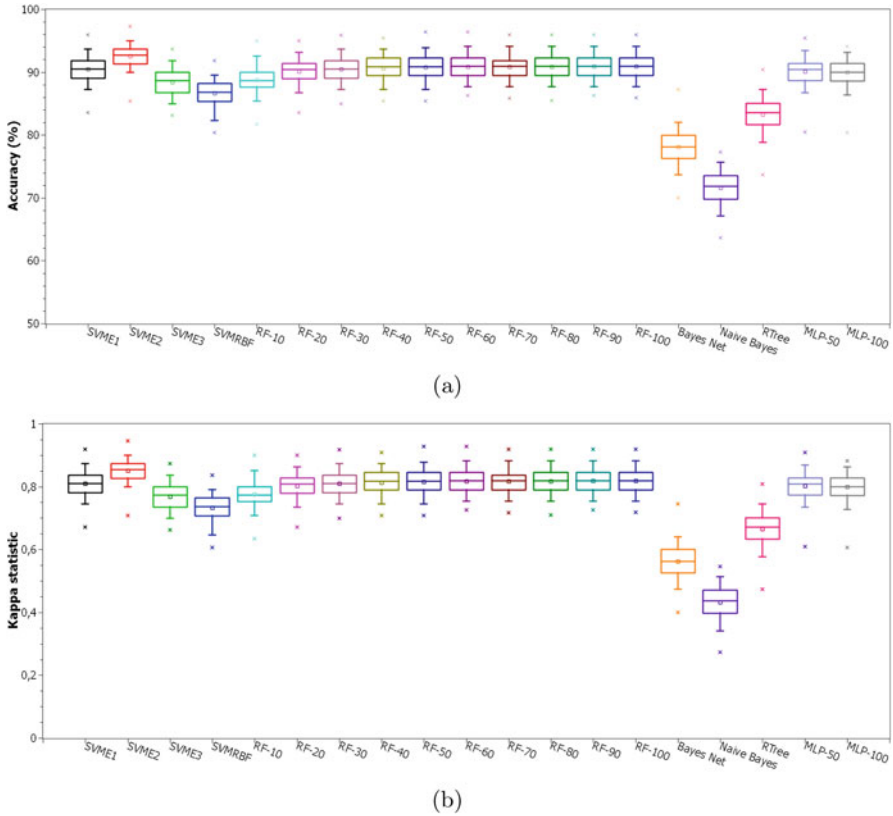 Accuracy (%)
100
90
80
70
60
50
SVME1 SVME2 SVME3 SVMRBF RF-10 RF-20 RF-30 RF-40 RF-50 RF-60 RF-70 RF-80 RF-90 RF-100 Bayes Net Naive Bayes RTree MLP-50 MLP-100
(a)
Kappa statistic
1
0,8
0,6
0,4
0,2
0
SVME1 SVME2 SVME3 SVMRBF RF-10 RF-20 RF-30 RF-40 RF-50 RF-60 RF-70 RF-80 RF-90 RF-100 Bayes Net Naive Bayes RTree MLP-50 MLP-100
(b)